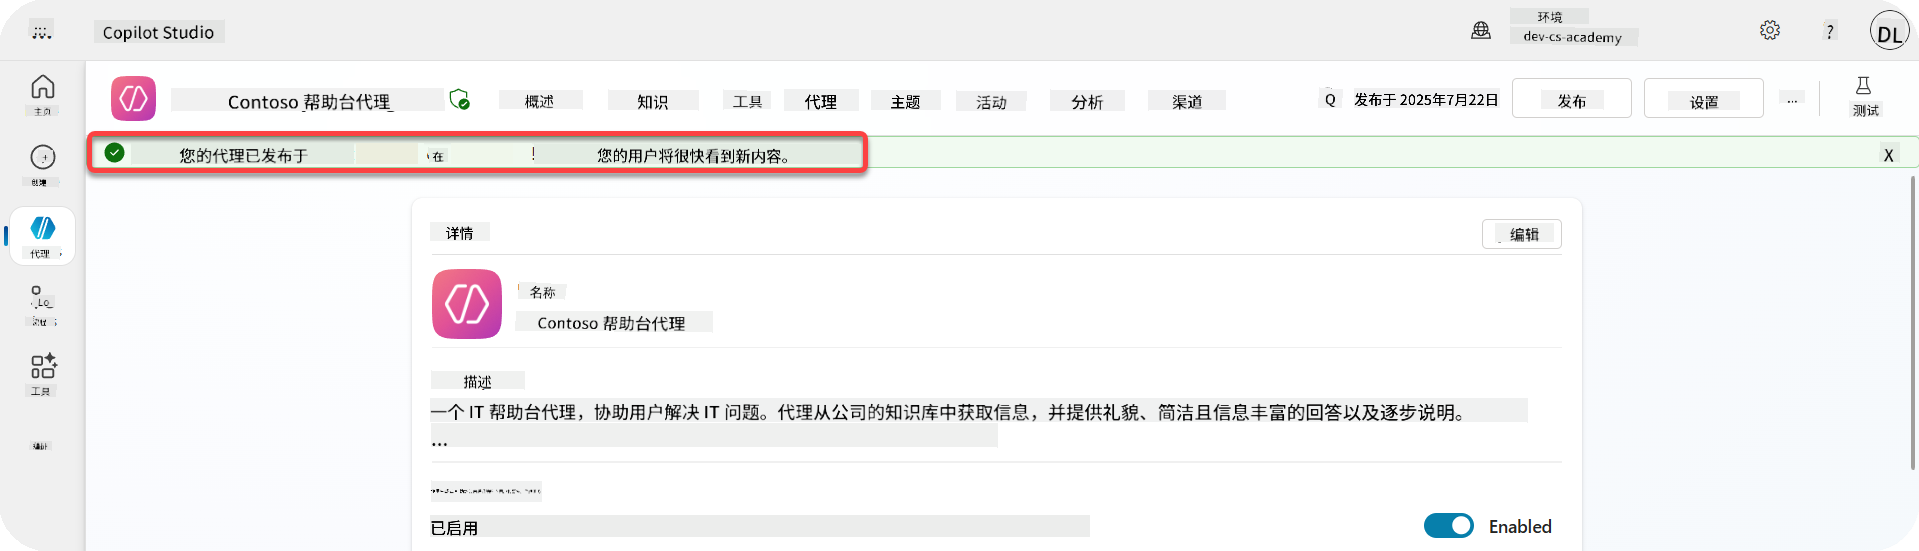 Copilot Studio
环境
dev-cs-academy
?
DL
主页
创建
代理
工具
Contoso 帮助台代理
概述
知识
工具
代理
主题
活动
分析
渠道
发布于 2025年7月22日
发布
设置
...
测试
您的代理已发布于
在
!
您的用户将很快看到新内容。
X
详情
编辑
名称
Contoso 帮助台代理
描述
一个 IT 帮助台代理，协助用户解决 IT 问题。代理从公司的知识库中获取信息，并提供礼貌、简洁且信息丰富的回答以及逐步说明。
...
已启用
Enabled